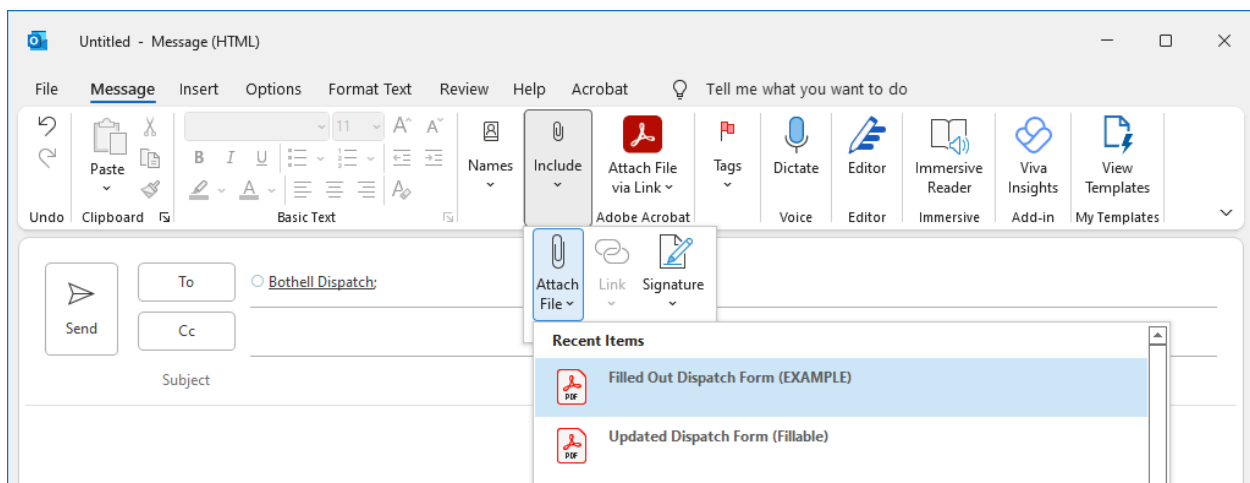 Untitled - Message (HTML)
File Message Insert Options Format Text Review Help Acrobat Tell me what you want to do
11 A A
Paste
B I U
A
A
Names
Include
Attach File
via Link
Tags
Dictate
Editor
Immersive
Reader
Viva
Insights
View
Templates
Undo Clipboard Basic Text Adobe Acrobat Voice Editor Immersive Add-in My Templates
Attach
File
Link
Signature
Send
To
Bothell Dispatch;
Cc
Subject
Recent Items
PDF
Filled Out Dispatch Form (EXAMPLE)
PDF
Updated Dispatch Form (Fillable)